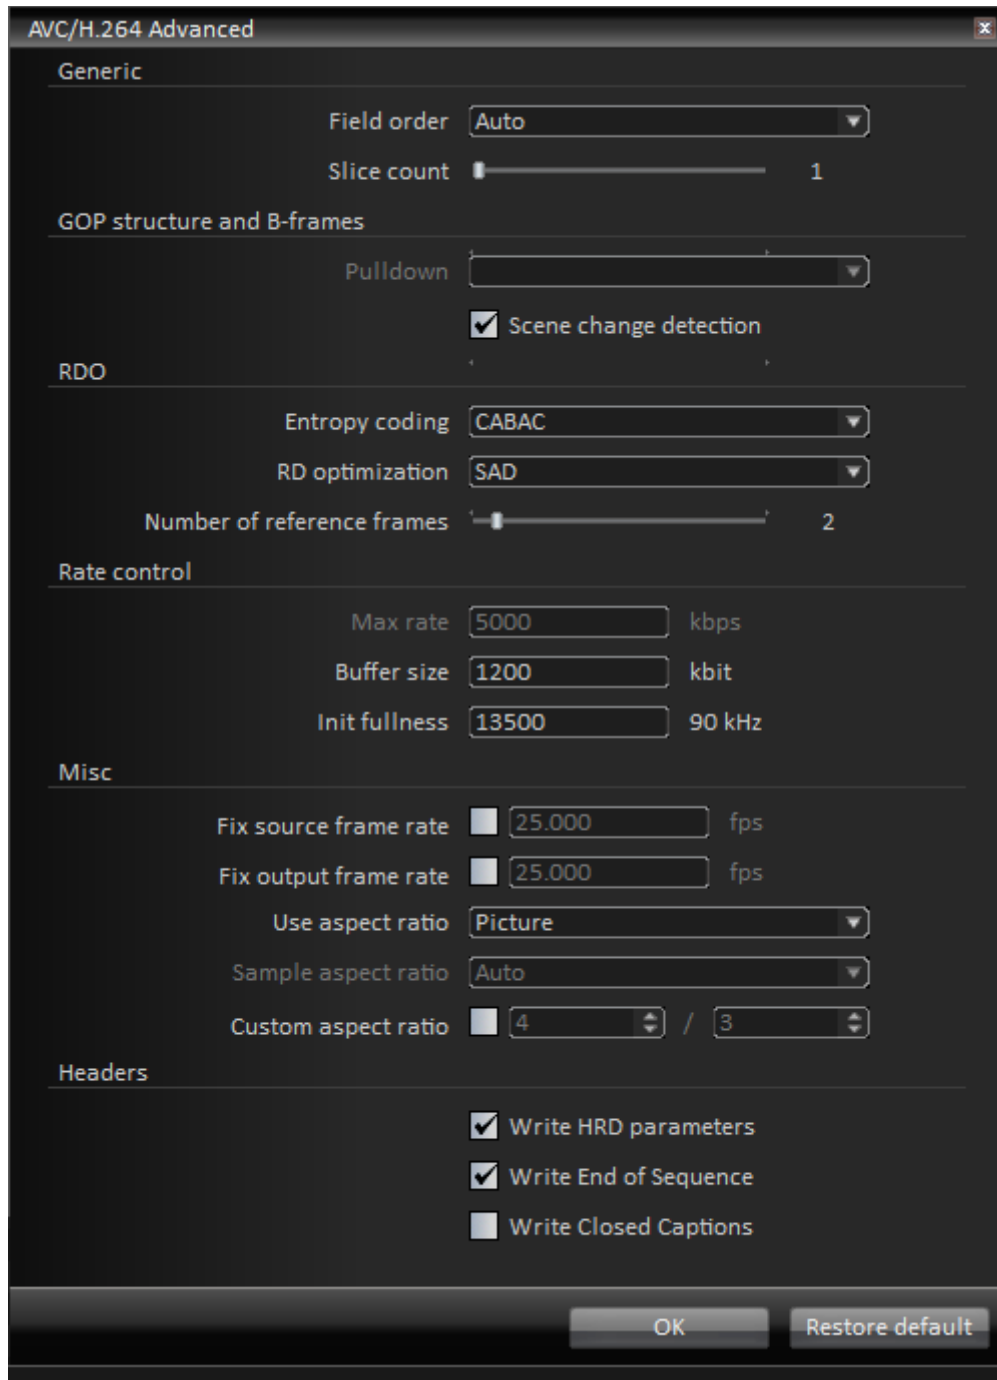 AVC/H.264 Advanced
Generic
Field order Auto
Slice count 1
GOP structure and B-frames
Pulldown
Scene change detection
RDO
Entropy coding CABAC
RD optimization SAD
Number of reference frames 2
Rate control
Max rate 5000 kbps
Buffer size 1200 kbit
Init fullness 13500 90 kHz
Misc
Fix source frame rate 25.000 fps
Fix output frame rate 25.000 fps
Use aspect ratio Picture
Sample aspect ratio Auto
Custom aspect ratio 4 / 3
Headers
Write HRD parameters
Write End of Sequence
Write Closed Captions
OK Restore default